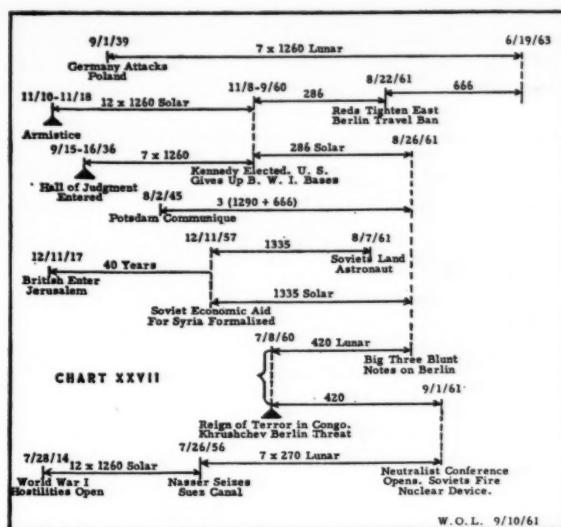 9/1/39
7 x 1260 Lunar
6/19/63
Germany Attacks
Poland
11/10-11/18
12 x 1260 Solar
11/8-9/60
286
8/22/61
666
Armistice
Reds Tighten East
Berlin Travel Ban
9/15-16/36
7 x 1260
286 Solar
8/26/61
Hall of Judgment
Entered
Kennedy Elected. U. S.
Gives Up B. W. I. Bases
8/2/45
3 (1290 + 666)
Potsdam Communique
12/11/57
1335
8/7/61
Soviets Land
Astronaut
12/11/17
40 Years
British Enter
Jerusalem
1335 Solar
Soviet Economic Aid
For Syria Formalized
7/8/60
420 Lunar
Big Three Blunt
Notes on Berlin
CHART XXVII
420
9/1/61
Reign of Terror in Congo.
Khrushchev Berlin Threat
7/28/14
12 x 1260 Solar
7/26/56
7 x 270 Lunar
World War I
Hostilities Open
Nasser Seizes
Suez Canal
Neutralist Conference
Opens. Soviets Fire
Nuclear Device.
W.O.L. 9/10/61